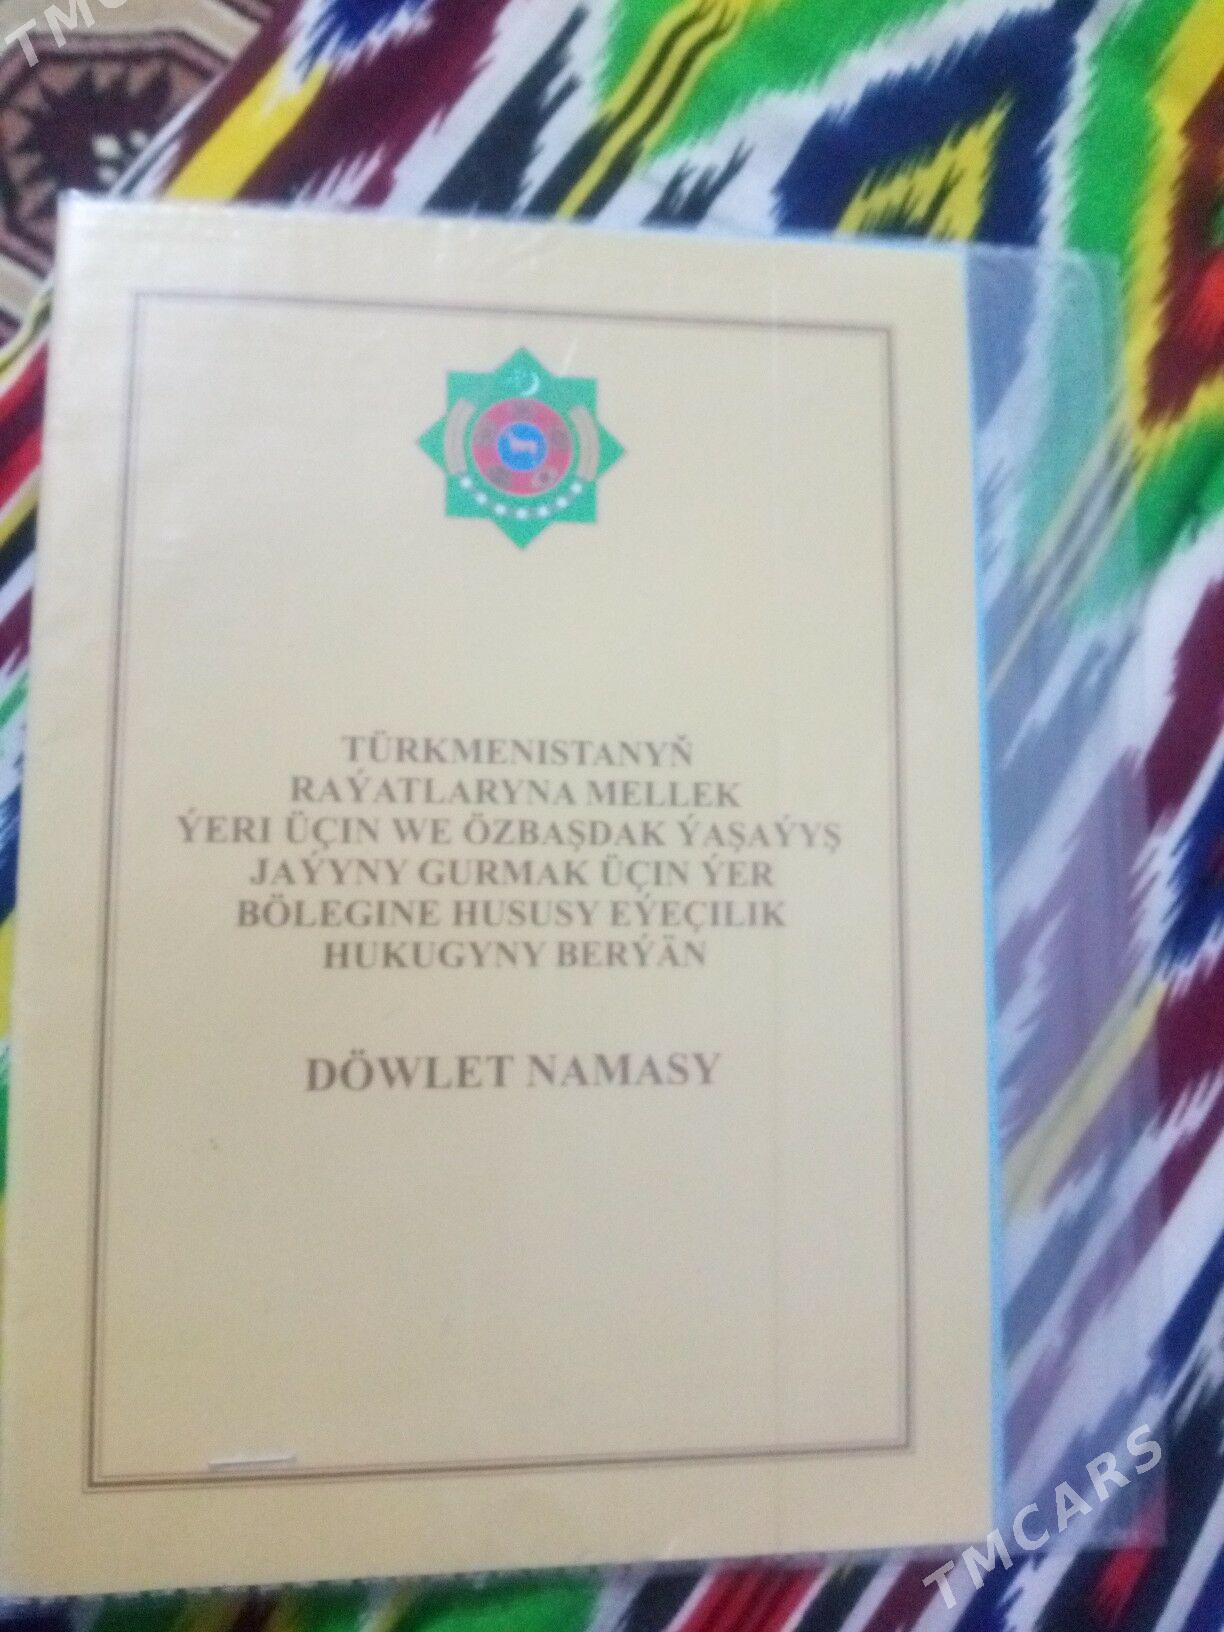 TÜRKMENISTANYŇ
RAÝATLARYNA MELLEK
ÝERI ÜÇIN WE ÖZBAŞDAK ÝAŞAÝYŞ
JAÝYNY GURMAK ÜÇIN ÝER
BÖLEGINE HUSUSY EÝEÇILIK
HUKUGYNY BERÝÄN
DÖWLET NAMASY
TMCARS